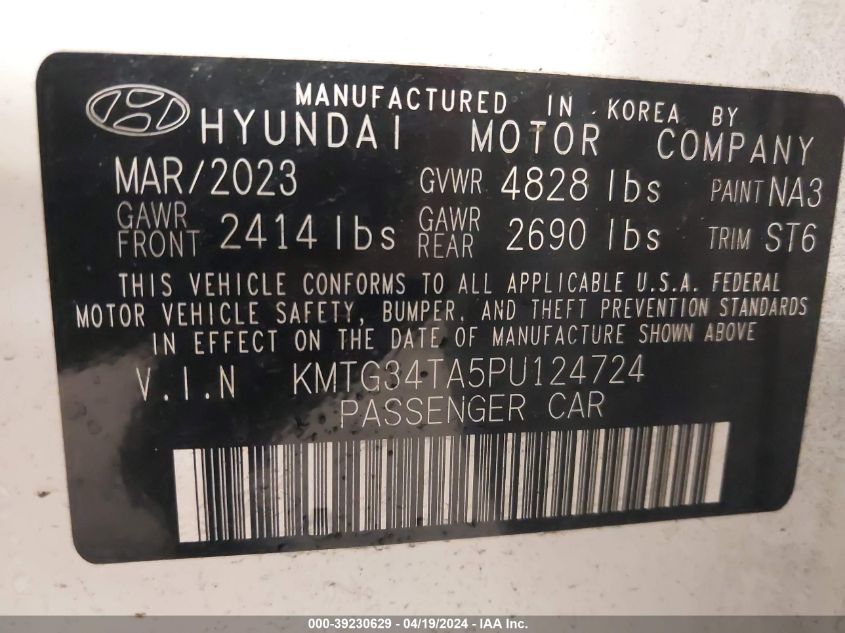 MANUFACTURED IN KOREA BY
HYUNDAI MOTOR COMPANY
MAR/2023 GVWR 4828 lbs PAINT NA3
GAWR FRONT 2414 lbs GAWR REAR 2690 lbs TRIM ST6
THIS VEHICLE CONFORMS TO ALL APPLICABLE U.S.A. FEDERAL
MOTOR VEHICLE SAFETY, BUMPER, AND THEFT PREVENTION STANDARDS
IN EFFECT ON THE DATE OF MANUFACTURE SHOWN ABOVE
V.I.N KMTG34TA5PU124724
PASSENGER CAR
000-39230629 - 04/19/2024 - IAA Inc.